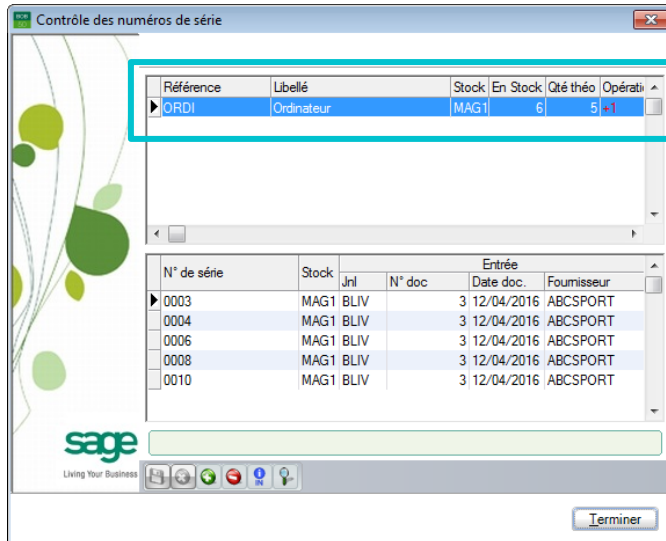 Contrôle des numéros de série
Référence Libellé Stock En Stock Qté théo Opérati
ORDI Ordinateur MAG1 6 5 +1
N° de série Stock Entrée
Jnl N° doc Date doc. Fournisseur
0003 MAG1 BLIV 3 12/04/2016 ABCSPORT
0004 MAG1 BLIV 3 12/04/2016 ABCSPORT
0006 MAG1 BLIV 3 12/04/2016 ABCSPORT
0008 MAG1 BLIV 3 12/04/2016 ABCSPORT
0010 MAG1 BLIV 3 12/04/2016 ABCSPORT
sage
Living Your Business
IN
Terminer